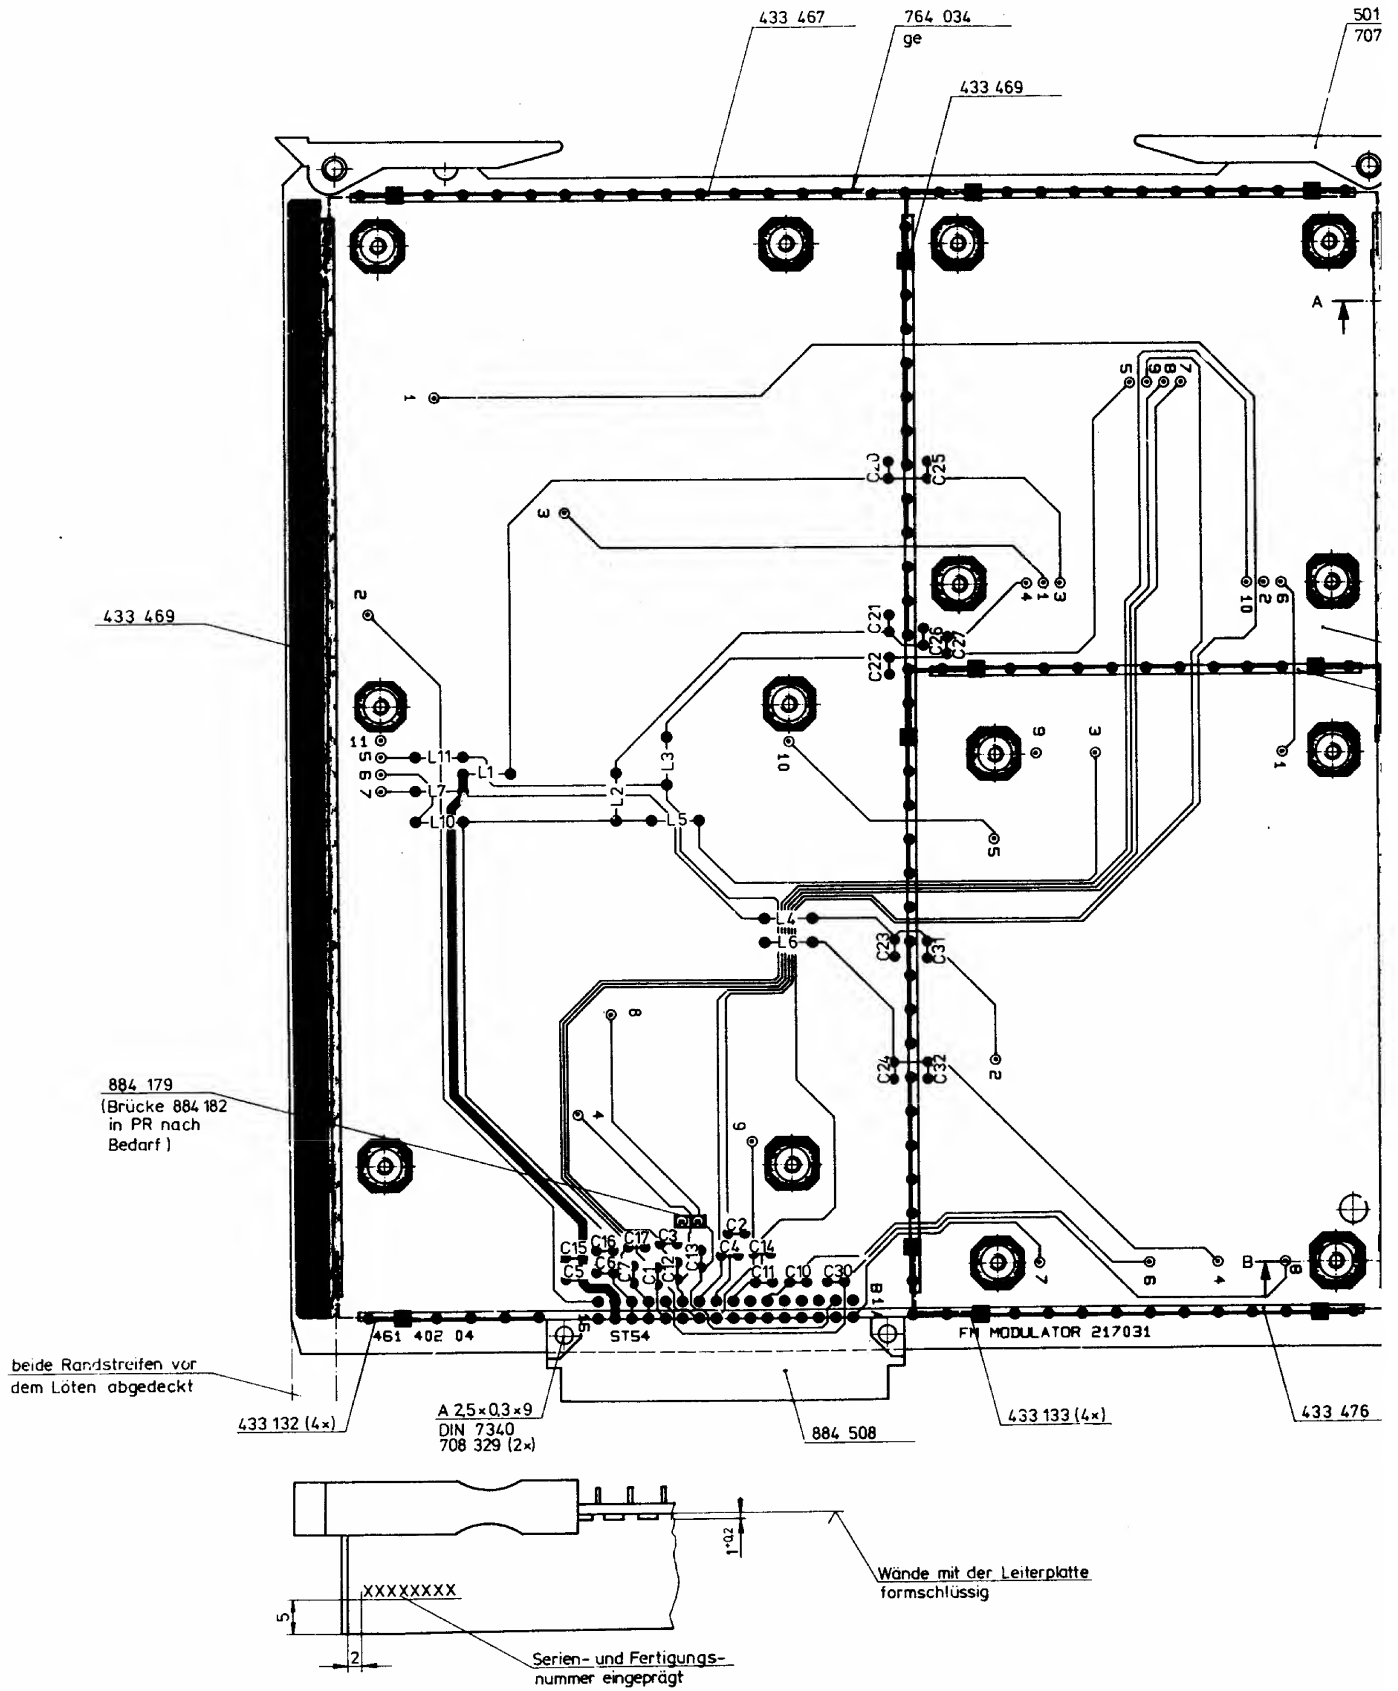 433 467
764 034
ge
501
707
433 469
A
1
5
9
8
7
C20
C25
3
4
1
3
10
2
6
2
433 469
C21
C26
C27
C22
11
5
6
7
L11
L1
L7
L10
L2
L3
L5
10
9
3
1
5
L4
L6
C23
C31
8
C24
C32
2
884 179
(Brücke 884 182
in PR nach
Bedarf)
4
9
C15
C16
C17
C3
C2
C5
C6
C7
C1
C12
C13
C4
C14
C11
C10
C30
7
6
4
B
8
B1
A
16
461 402 04
ST54
FM MODULATOR 217031
beide Randstreifen vor
dem Löten abgedeckt
433 132 (4x)
A 2,5x0,3x9
DIN 7340
708 329 (2x)
884 508
433 133 (4x)
433 476
1+0,2
Wände mit der Leiterplatte
formschlüssig
XXXXXXXX
5
2
Serien- und Fertigungs-
nummer eingeprägt